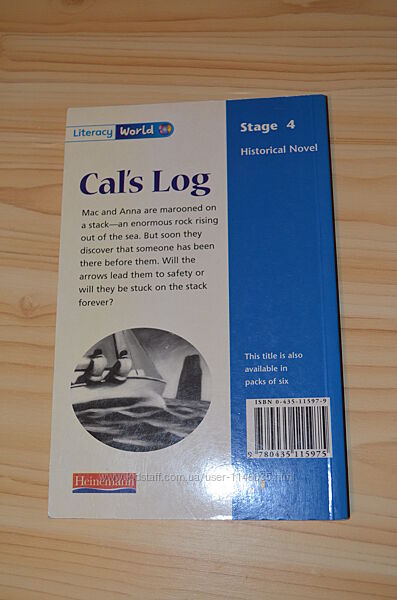 Literacy World
Stage 4
Historical Novel
Cal's Log
Mac and Anna are marooned on
a stack—an enormous rock rising
out of the sea. But soon they
discover that someone has been
there before them. Will the
arrows lead them to safety or
will they be stuck on the stack
forever?
This title is also
available in
packs of six
ISBN 0-435-11597-9
9 780435 115975
Heinemann